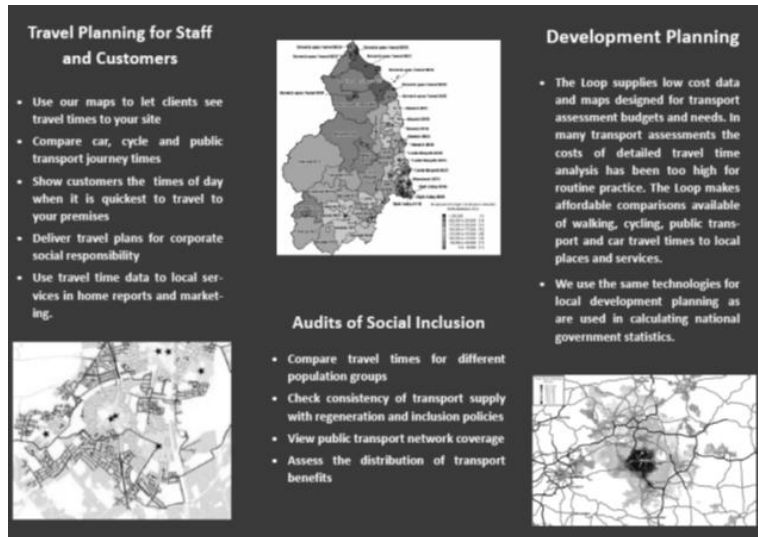 Travel Planning for Staff
and Customers
• Use our maps to let clients see
travel times to your site
• Compare car, cycle and public
transport journey times
• Show customers the times of day
when it is quickest to travel to
your premises
• Deliver travel plans for corporate
social responsibility
• Use travel time data to local ser-
vices in home reports and market-
ing.
Audits of Social Inclusion
• Compare travel times for different
population groups
• Check consistency of transport supply
with regeneration and inclusion policies
• View public transport network coverage
• Assess the distribution of transport
benefits
Development Planning
• The Loop supplies low cost data
and maps designed for transport
assessment budgets and needs. In
many transport assessments the
costs of detailed travel time
analysis has been too high for
routine practice. The Loop makes
affordable comparisons available
of walking, cycling, public trans-
port and car travel times to local
places and services.
• We use the same technologies for
local development planning as
are used in calculating national
government statistics.